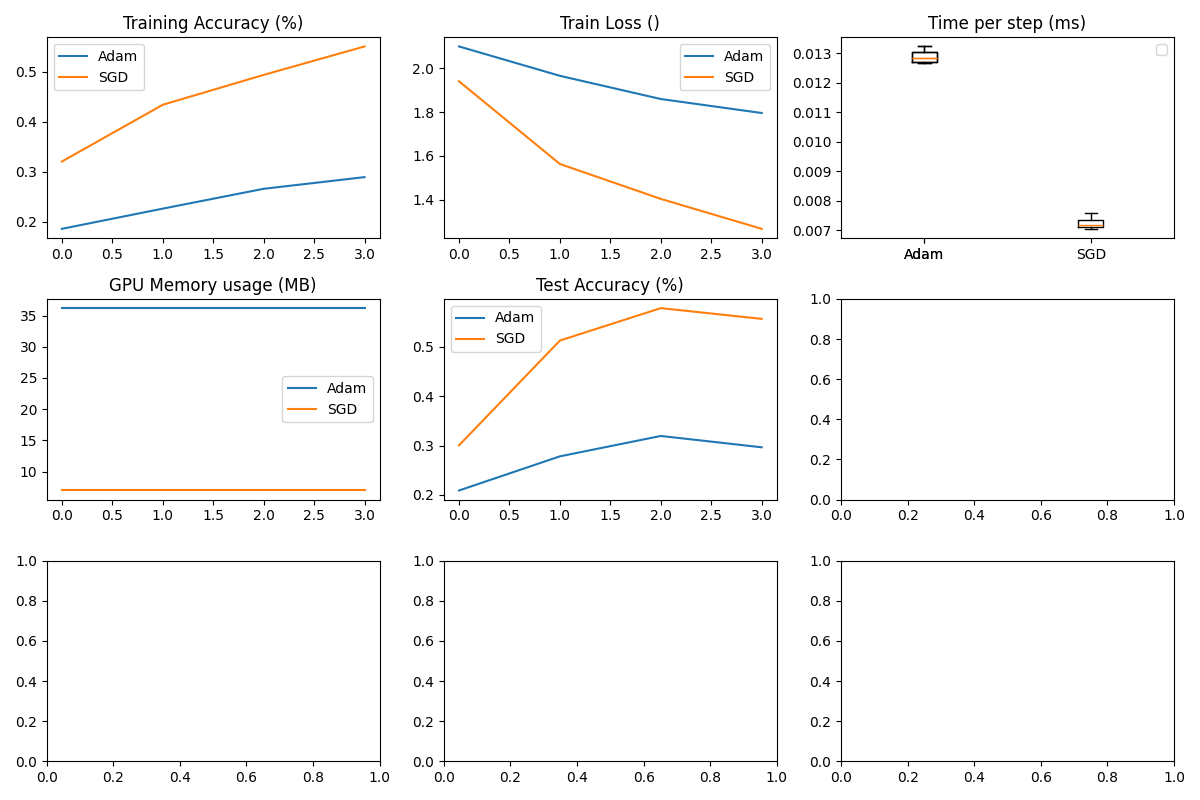 Training Accuracy (%)
Adam
SGD
0.5
0.4
0.3
0.2
0.0 0.5 1.0 1.5 2.0 2.5 3.0
Train Loss ()
Adam
SGD
2.0
1.8
1.6
1.4
0.0 0.5 1.0 1.5 2.0 2.5 3.0
Time per step (ms)
0.013
0.012
0.011
0.010
0.009
0.008
0.007
Adam SGD
GPU Memory usage (MB)
35
30
25
20
15
10
Adam
SGD
0.0 0.5 1.0 1.5 2.0 2.5 3.0
Test Accuracy (%)
Adam
SGD
0.5
0.4
0.3
0.2
0.0 0.5 1.0 1.5 2.0 2.5 3.0
1.0
0.8
0.6
0.4
0.2
0.0
0.0 0.2 0.4 0.6 0.8 1.0
1.0
0.8
0.6
0.4
0.2
0.0
0.0 0.2 0.4 0.6 0.8 1.0
1.0
0.8
0.6
0.4
0.2
0.0
0.0 0.2 0.4 0.6 0.8 1.0
1.0
0.8
0.6
0.4
0.2
0.0
0.0 0.2 0.4 0.6 0.8 1.0